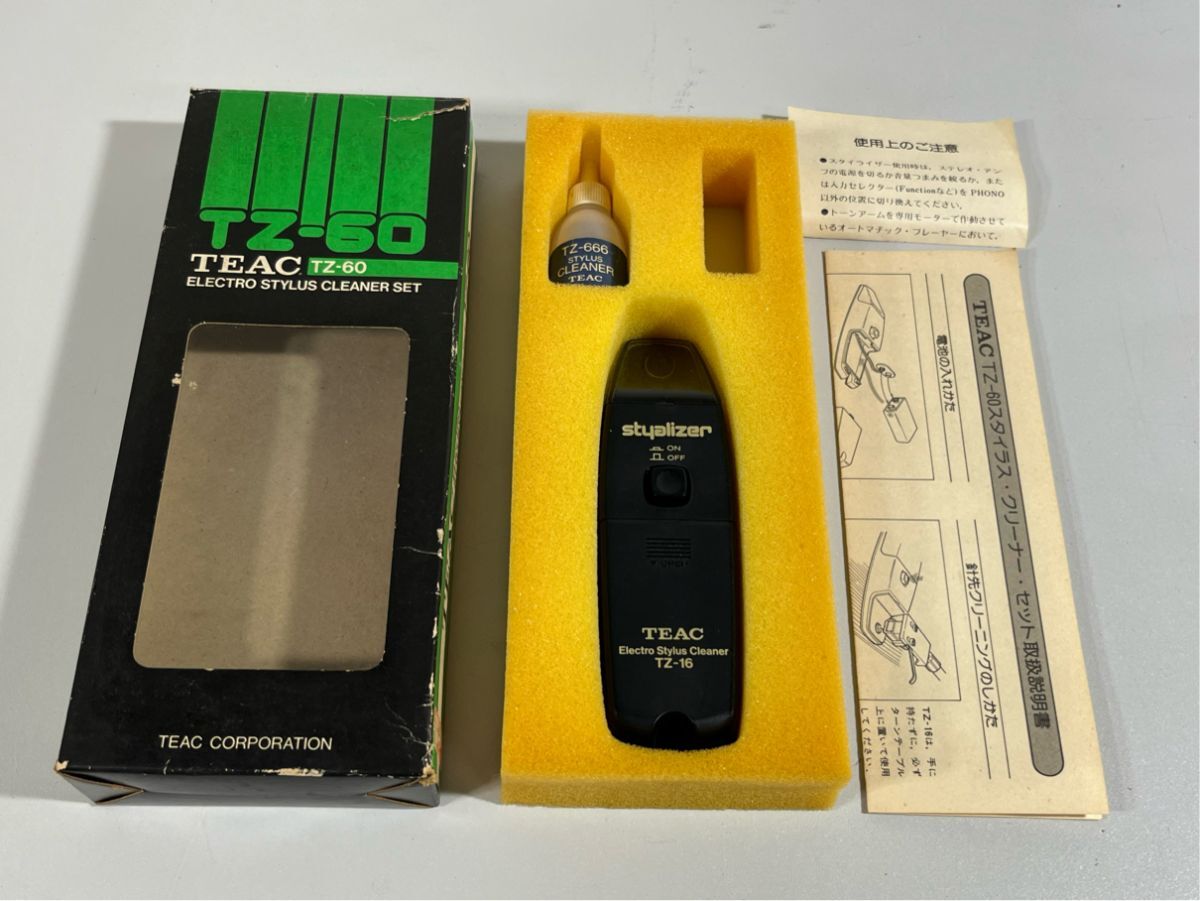 TZ-60
TEAC TZ-60
ELECTRO STYLUS CLEANER SET
TEAC CORPORATION
TZ-666
STYLUS
CLEANER
TEAC
styalizer
ON
OFF
OPEN
TEAC
Electro Stylus Cleaner
TZ-16
使用上のご注意
●スタイライザー使用時は、ステレオ・アン
プの電源を切るか音量つまみを絞るか、また
は入力セレクター(Functionなど)を PHONO
以外の位置に切り換えてください。
●トーンアームを専用モーターで作動させて
いるオートマチック・プレーヤーにおいて、
TEAC TZ-60スタイラス・クリーナー・セット取扱説明書
電池の入れかた
針先クリーニングのしかた
TZ-16は、手に
持たずに、必ず
ターンテーブル
上に置いて使用
してください。